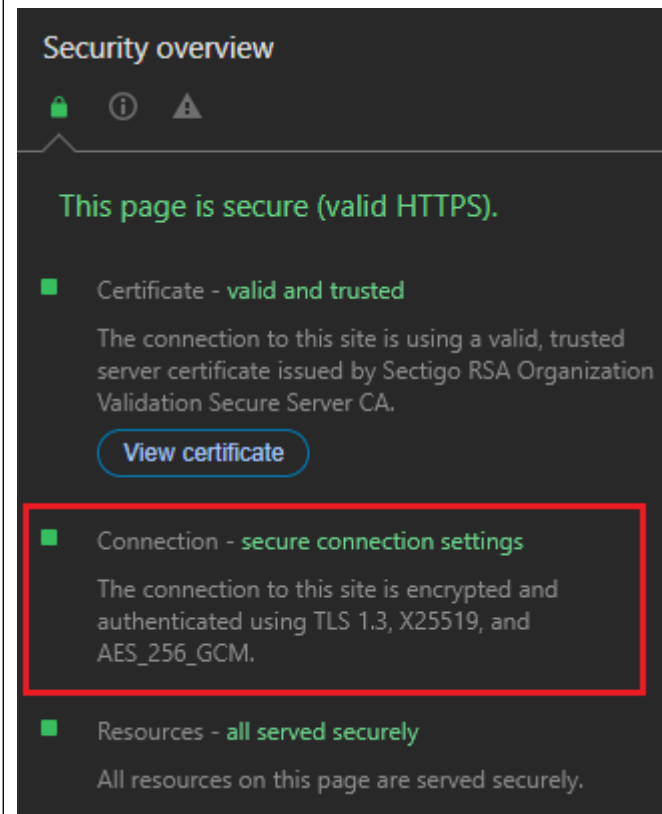 Security overview
This page is secure (valid HTTPS).
Certificate - valid and trusted
The connection to this site is using a valid, trusted
server certificate issued by Sectigo RSA Organization
Validation Secure Server CA.
View certificate
Connection - secure connection settings
The connection to this site is encrypted and
authenticated using TLS 1.3, X25519, and
AES_256_GCM.
Resources - all served securely
All resources on this page are served securely.